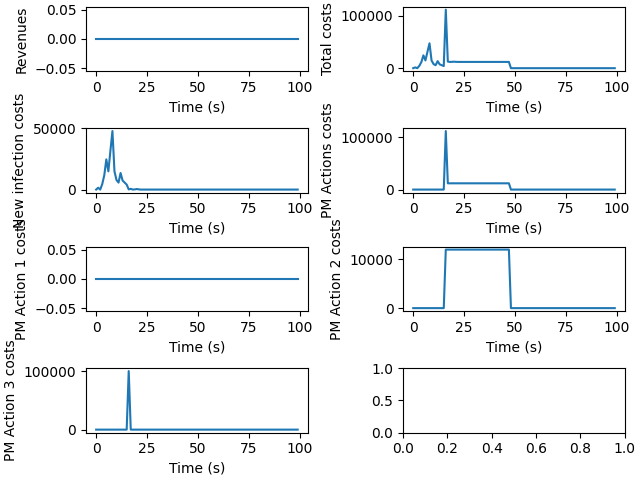 Revenues
0.05
0.00
−0.05
0 25 50 75 100
Time (s)
Total costs
100000
0
0 25 50 75 100
Time (s)
New infection costs
50000
0
0 25 50 75 100
Time (s)
PM Actions costs
100000
0
0 25 50 75 100
Time (s)
PM Action 1 costs
0.05
0.00
−0.05
0 25 50 75 100
Time (s)
PM Action 2 costs
10000
0
0 25 50 75 100
Time (s)
PM Action 3 costs
100000
0
0 25 50 75 100
Time (s)
1.0
0.5
0.0
0.0 0.2 0.4 0.6 0.8 1.0